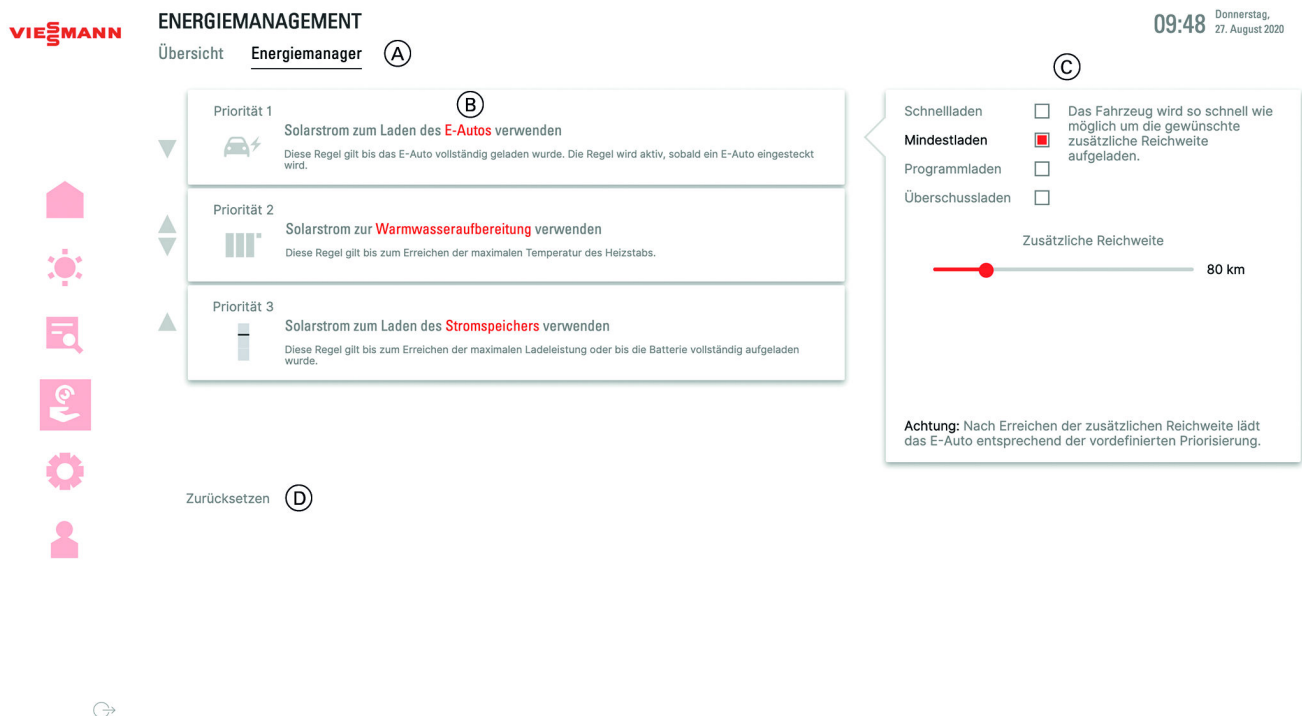 VIESMANN
ENERGIEMANAGEMENT
09:48
Donnerstag,
27. August 2020
Übersicht Energiemanager A
C
B
Priorität 1
Solarstrom zum Laden des E-Autos verwenden
Diese Regel gilt bis das E-Auto vollständig geladen wurde. Die Regel wird aktiv, sobald ein E-Auto eingesteckt
wird.
Priorität 2
Solarstrom zur Warmwasseraufbereitung verwenden
Diese Regel gilt bis zum Erreichen der maximalen Temperatur des Heizstabs.
Priorität 3
Solarstrom zum Laden des Stromspeichers verwenden
Diese Regel gilt bis zum Erreichen der maximalen Ladeleistung oder bis die Batterie vollständig aufgeladen
wurde.
Schnellladen
Mindestladen
Programmladen
Überschussladen
Das Fahrzeug wird so schnell wie
möglich um die gewünschte
zusätzliche Reichweite
aufgeladen.
Zusätzliche Reichweite
80 km
Achtung: Nach Erreichen der zusätzlichen Reichweite lädt
das E-Auto entsprechend der vordefinierten Priorisierung.
Zurücksetzen D